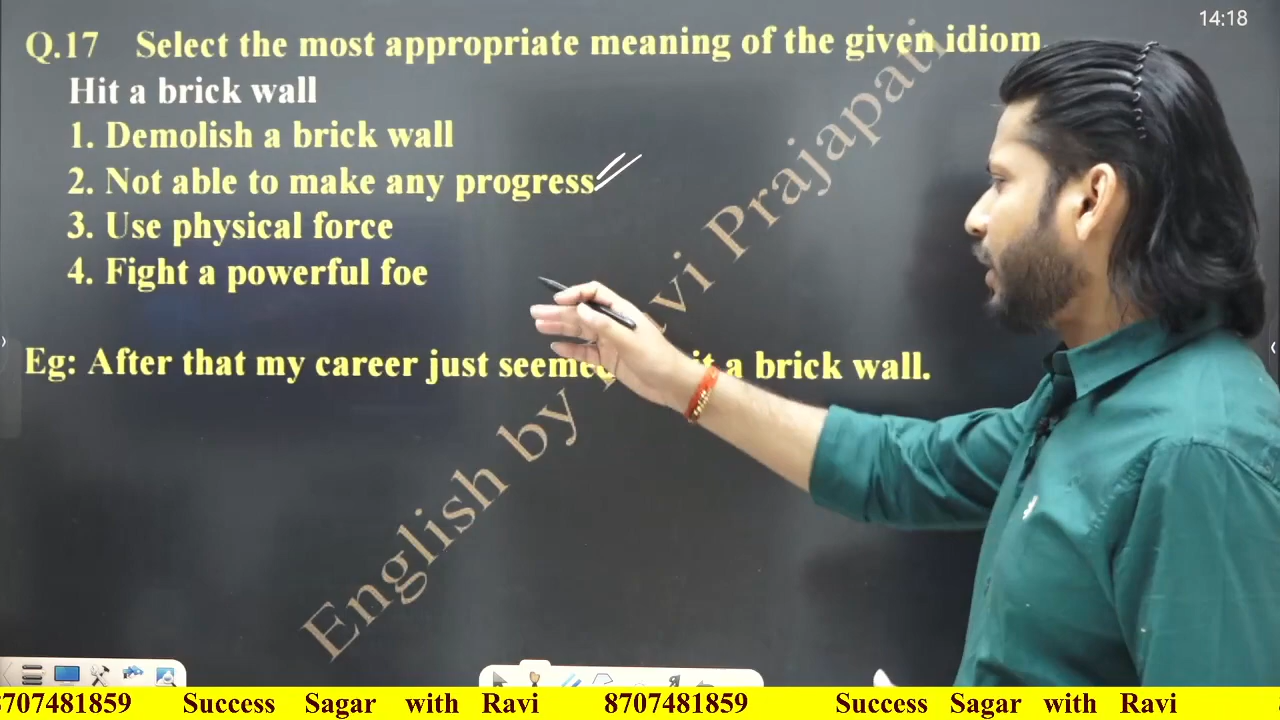 14:18
Q.17 Select the most appropriate meaning of the given idiom.
Hit a brick wall
1. Demolish a brick wall
2. Not able to make any progress
3. Use physical force
4. Fight a powerful foe
Eg: After that my career just seemed a brick wall.
English by Ravi Prajapati
8707481859 Success Sagar with Ravi 8707481859 Success Sagar with Ravi